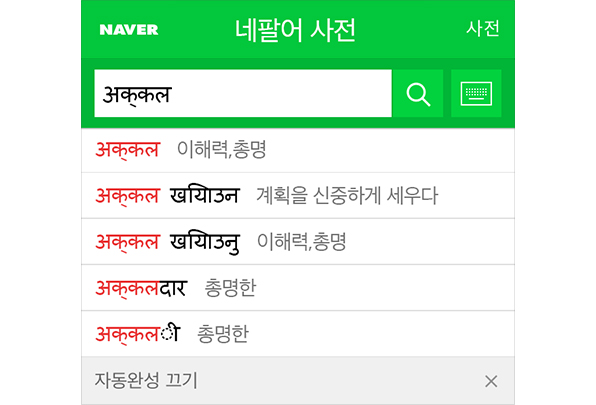 NAVER 네팔어 사전 사전
अक्कल
अक्कल 이해력,총명
अक्कल खियाउन 계획을 신중하게 세우다
अक्कल खियाउनु 이해력,총명
अक्कलदार 총명한
अक्कली 총명한
자동완성 끄기